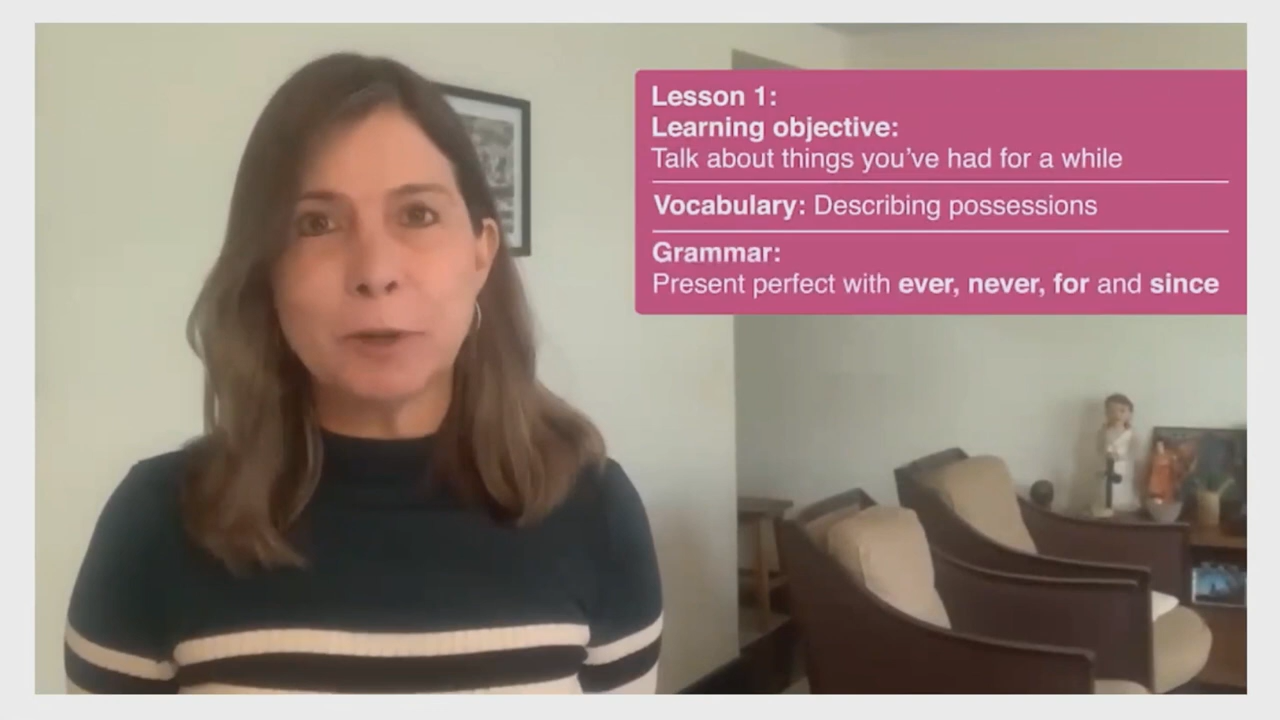 Lesson 1:
Learning objective:
Talk about things you’ve had for a while
Vocabulary: Describing possessions
Grammar:
Present perfect with ever, never, for and since